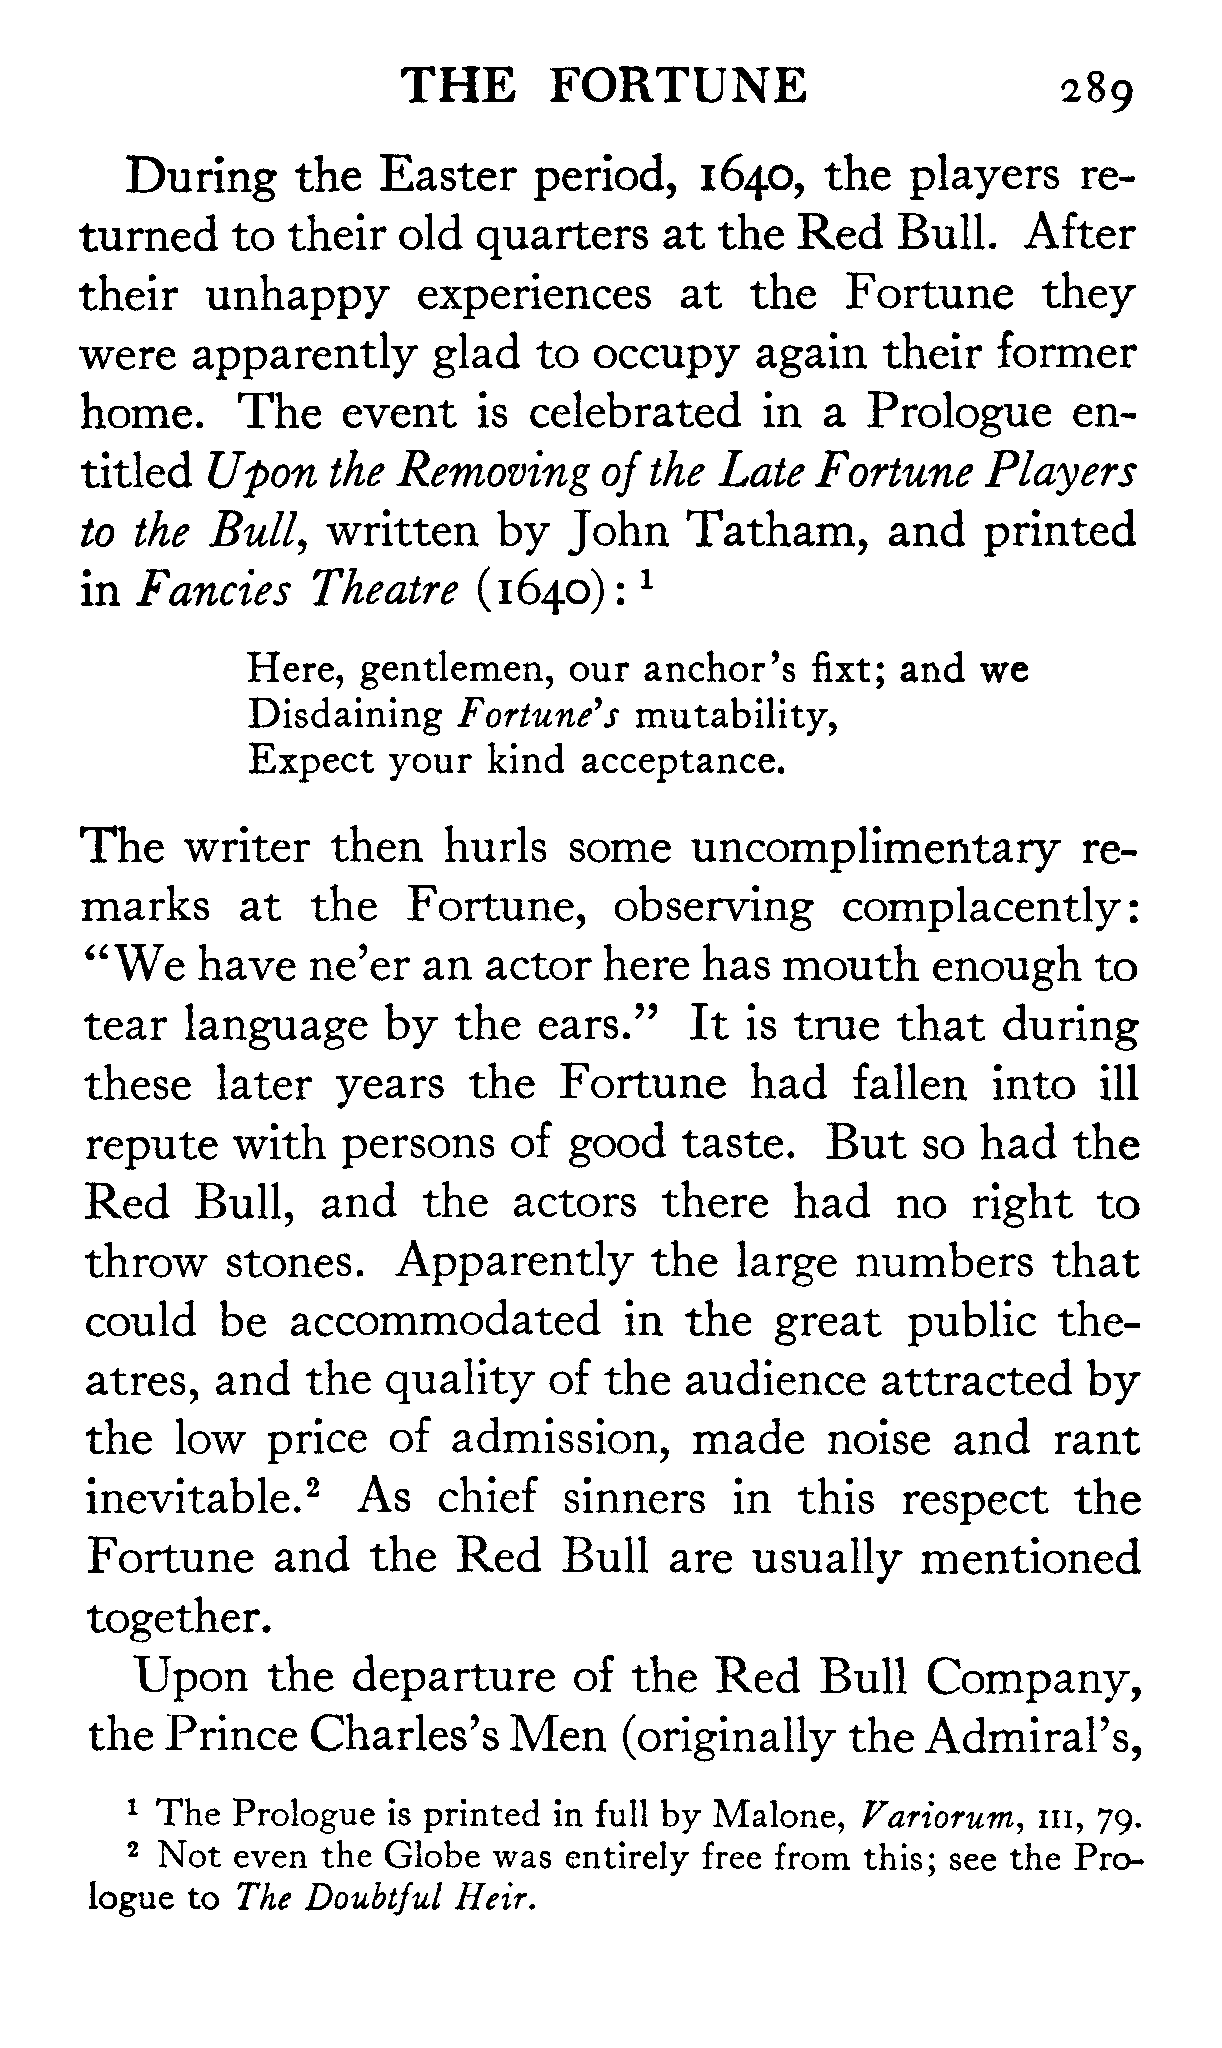 THE FORTUNE 289
During the Easter period, 1640, the players re-
turned to their old quarters at the Red Bull. After
their unhappy experiences at the Fortune they
were apparently glad to occupy again their former
home. The event is celebrated in a Prologue en-
titled Upon the Removing of the Late Fortune Players
to the Bull, written by John Tatham, and printed
in Fancies Theatre (1640): ¹
Here, gentlemen, our anchor's fixt; and we
Disdaining Fortune's mutability,
Expect your kind acceptance.
The writer then hurls some uncomplimentary re-
marks at the Fortune, observing complacently:
"We have ne'er an actor here has mouth enough to
tear language by the ears." It is true that during
these later years the Fortune had fallen into ill
repute with persons of good taste. But so had the
Red Bull, and the actors there had no right to
throw stones. Apparently the large numbers that
could be accommodated in the great public the-
atres, and the quality of the audience attracted by
the low price of admission, made noise and rant
inevitable.² As chief sinners in this respect the
Fortune and the Red Bull are usually mentioned
together.
Upon the departure of the Red Bull Company,
the Prince Charles's Men (originally the Admiral's,
¹ The Prologue is printed in full by Malone, Variorum, III, 79.
² Not even the Globe was entirely free from this; see the Pro-
logue to The Doubtful Heir.